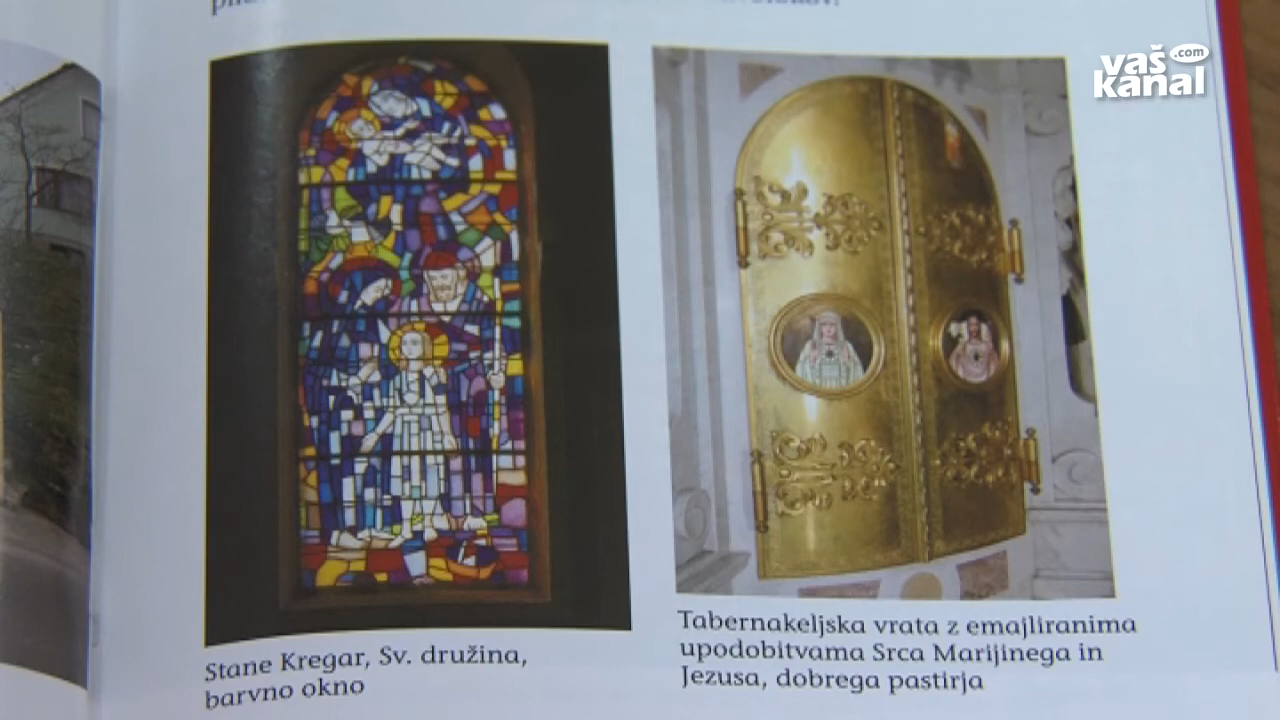 vaš
.com
kanal
Stane Kregar, Sv. družina,
barvno okno
Tabernakeljska vrata z emajliranima
upodobitvama Srca Marijinega in
Jezusa, dobrega pastirja